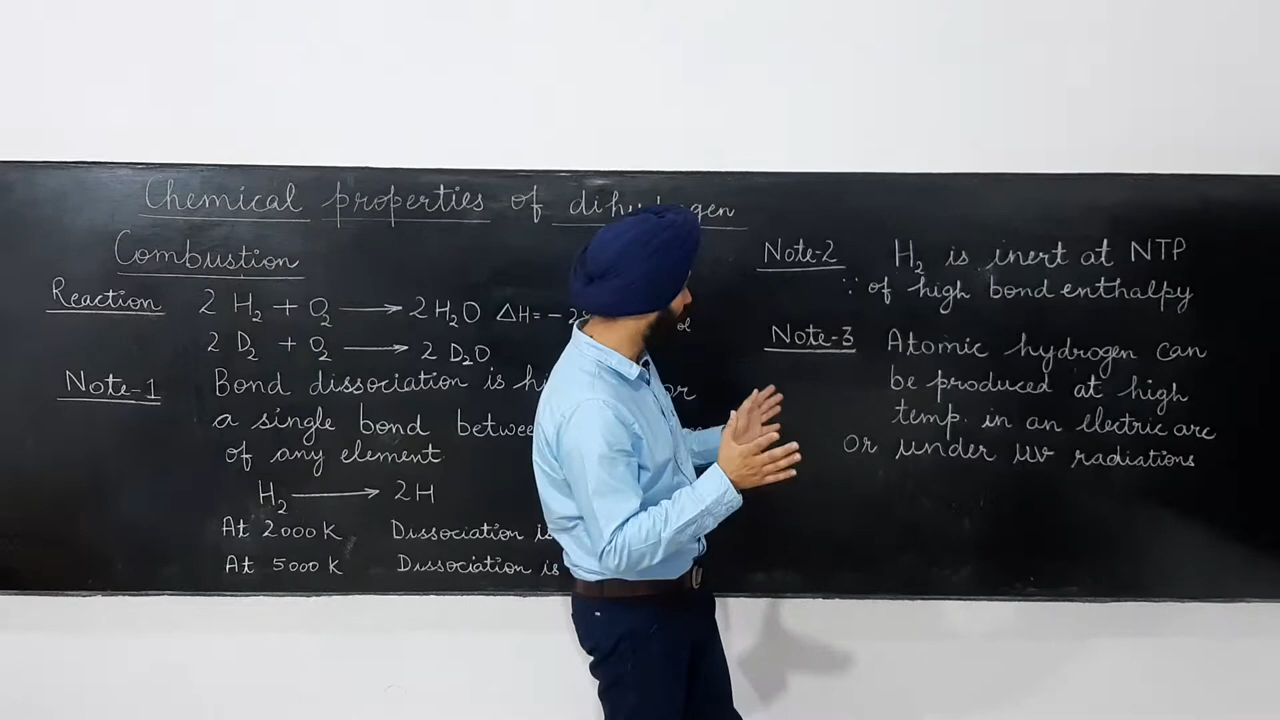 Chemical properties of dihydrogen
Combustion
Reaction 2 H₂ + O₂ ⟶ 2 H₂O ΔH = -2
2 D₂ + O₂ ⟶ 2 D₂O
Note-1 Bond dissociation is
a single bond
of any element
H₂ ⟶ 2H
At 2000 K Dissociation is
At 5000 K Dissociation is
Note-2 H₂ is inert at NTP
∵ of high bond enthalpy
Note-3 Atomic hydrogen can
be produced at high
temp. in an electric arc
or under uv radiations